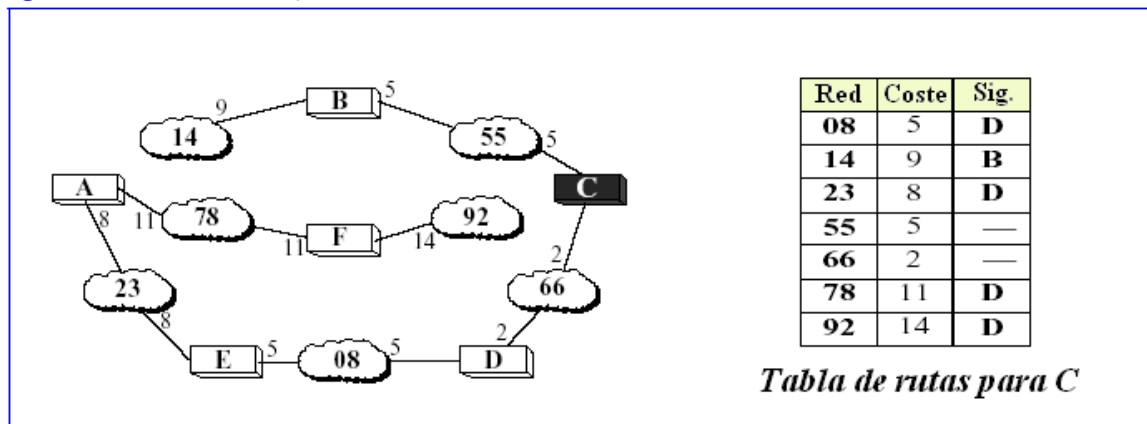 9
B
5
14
55
5
A
C
8
11
78
11
F
14
92
2
23
66
8
2
E
5
08
5
D
Red Coste Sig.
08 5 D
14 9 B
23 8 D
55 5 —
66 2 —
78 11 D
92 14 D
Tabla de rutas para C